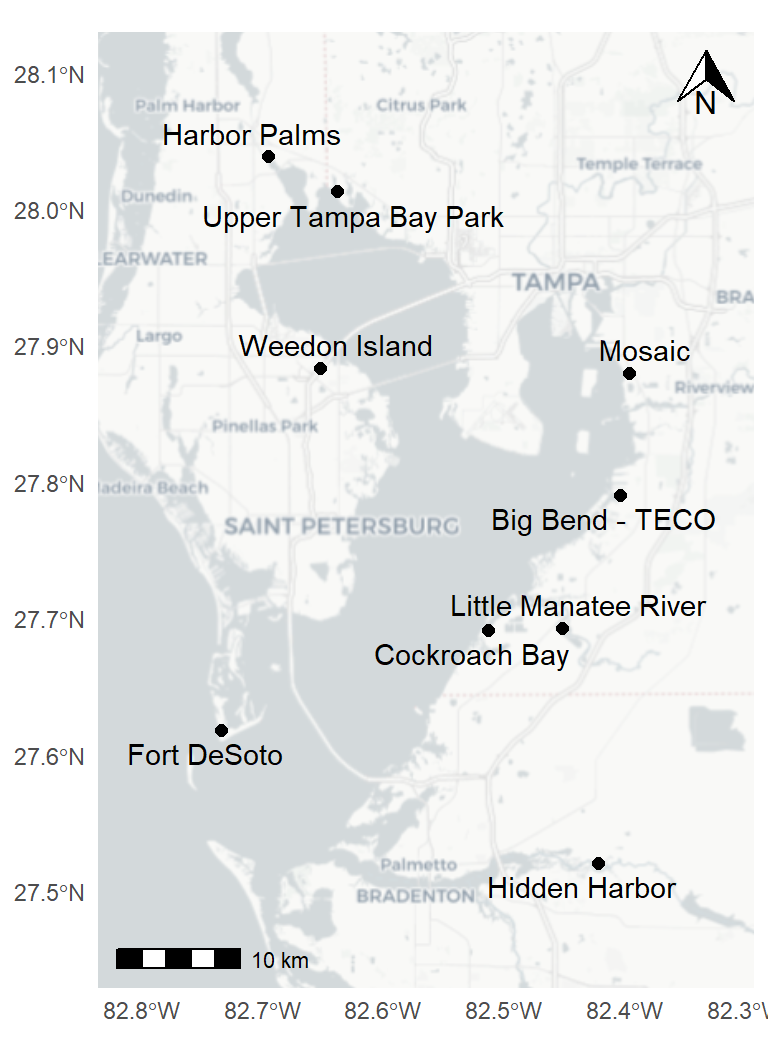 28.1°N
N
Palm Harbor
Citrus Park
Harbor Palms
Temple Terrace
Dunedin
28.0°N
Upper Tampa Bay Park
LEARWATER
TAMPA
BRA
Largo
27.9°N
Weedon Island
Mosaic
Riverview
Pinellas Park
27.8°N
adeira Beach
SAINT PETERSBURG
Big Bend - TECO
Little Manatee River
27.7°N
Cockroach Bay
27.6°N
Fort DeSoto
Palmetto
27.5°N
Hidden Harbor
BRADENTON
10 km
82.8°W 82.7°W 82.6°W 82.5°W 82.4°W 82.3°W